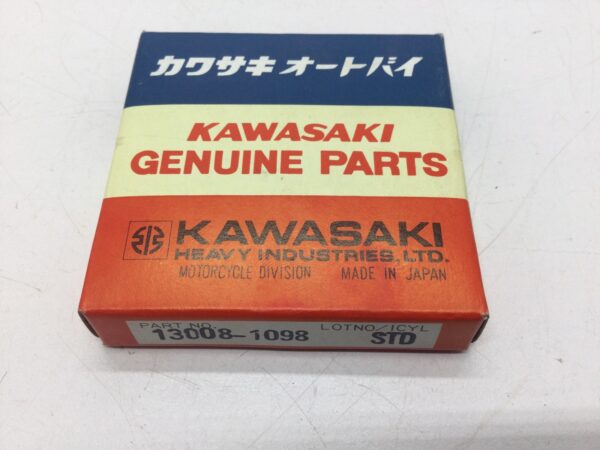 カワサキ オートバイ
KAWASAKI
GENUINE PARTS
KAWASAKI
HEAVY INDUSTRIES, LTD.
MOTORCYCLE DIVISION MADE IN JAPAN
PART NO. LOTNO/1CYL
13008-1098 STD